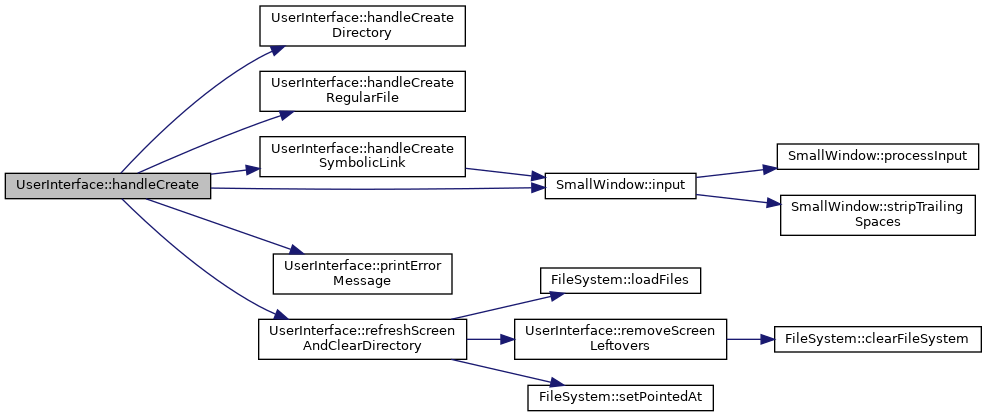 UserInterface::handleCreate
UserInterface::handleCreate
Directory
UserInterface::handleCreate
RegularFile
UserInterface::handleCreate
SymbolicLink
UserInterface::printError
Message
UserInterface::refreshScreen
AndClearDirectory
SmallWindow::input
SmallWindow::processInput
SmallWindow::stripTrailing
Spaces
FileSystem::loadFiles
UserInterface::removeScreen
Leftovers
FileSystem::clearFileSystem
FileSystem::setPointedAt